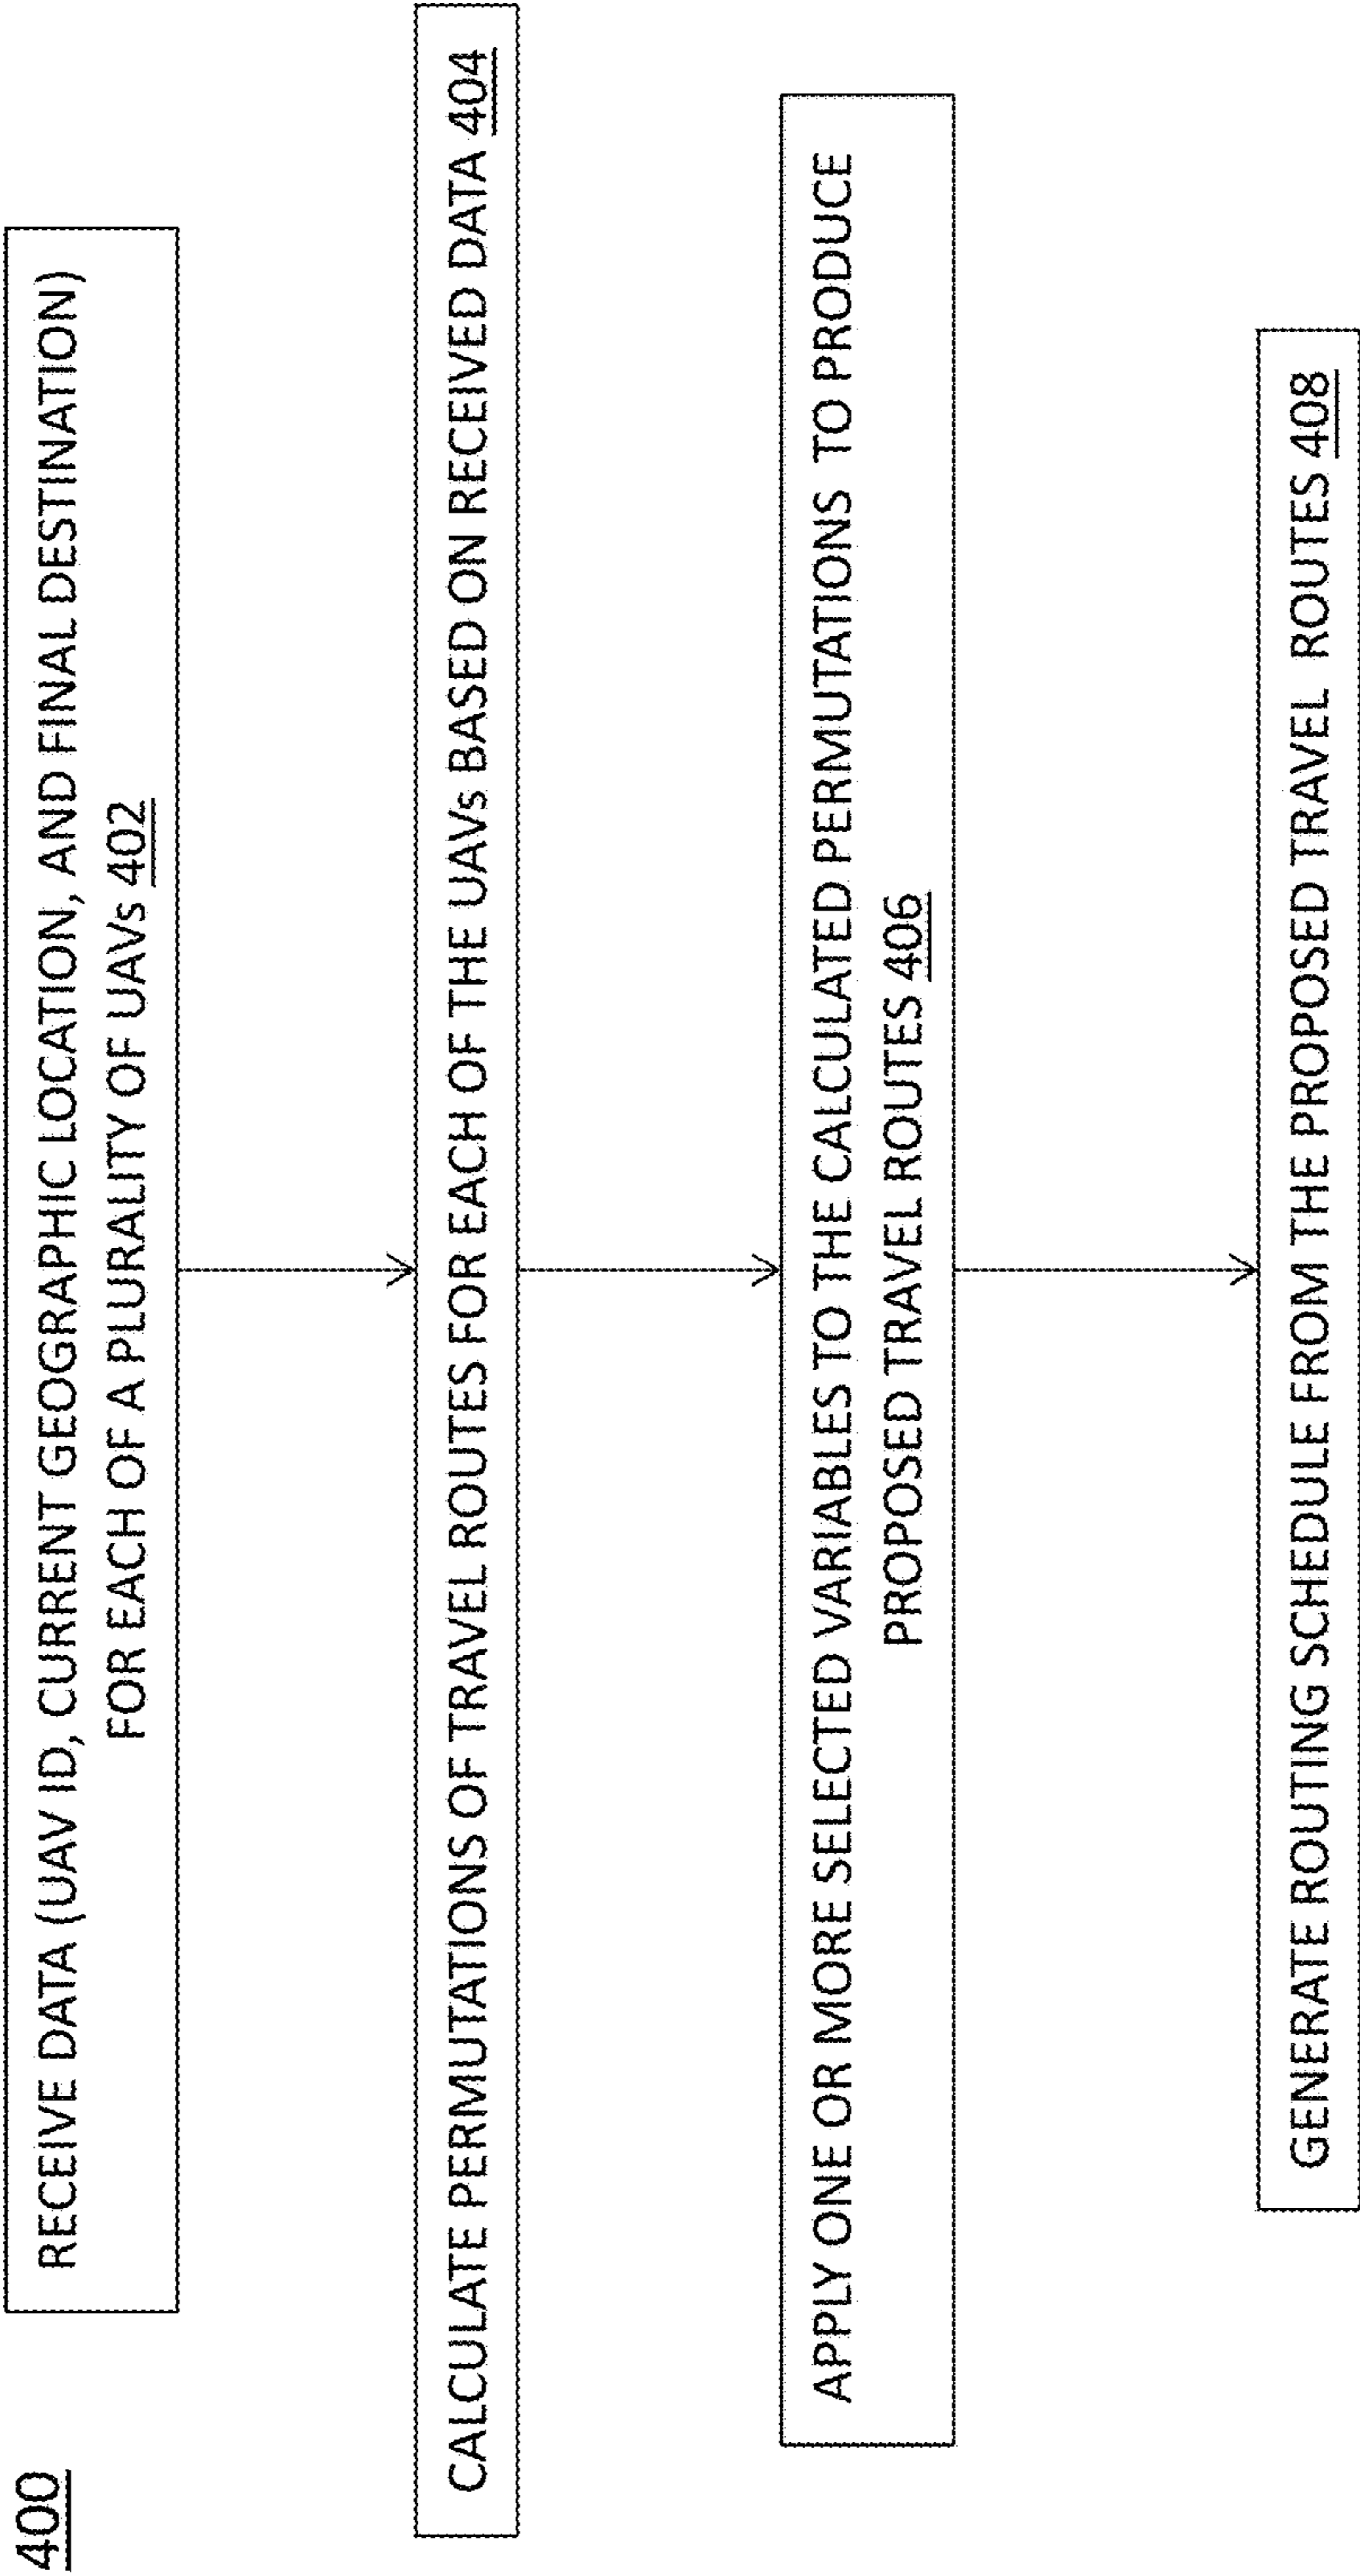 400
RECEIVE DATA (UAV ID, CURRENT GEOGRAPHIC LOCATION, AND FINAL DESTINATION)
FOR EACH OF A PLURALITY OF UAVs 402
CALCULATE PERMUTATIONS OF TRAVEL ROUTES FOR EACH OF THE UAVs BASED ON RECEIVED DATA 404
APPLY ONE OR MORE SELECTED VARIABLES TO THE CALCULATED PERMUTATIONS TO PRODUCE
PROPOSED TRAVEL ROUTES 406
GENERATE ROUTING SCHEDULE FROM THE PROPOSED TRAVEL ROUTES 408